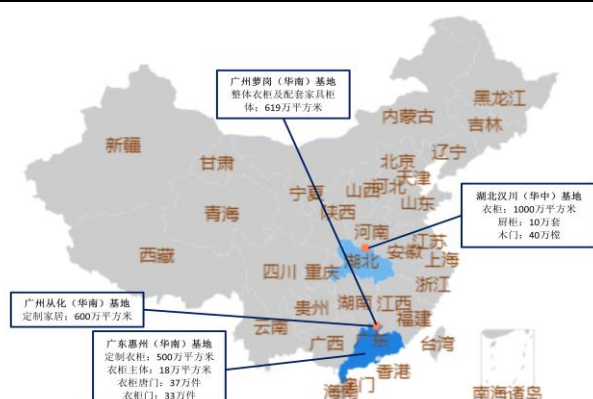 广州萝岗（华南）基地
整体衣柜及配套家具柜
体：619万平方米
黑龙江
内蒙古
吉林
新疆
辽宁
北京
甘肃
天津
河北
山西
宁夏
山东
陕西
青海
湖北汉川（华中）基地
衣柜：1000万平方米
厨柜：10万套
木门：40万樘
河南
江苏
安徽
西藏
湖北
上海
四川
重庆
浙江
广州从化（华南）基地
定制家居：600万平方米
贵州
湖南
江西
福建
云南
广西
广东
台湾
广东惠州（华南）基地
定制衣柜：500万平方米
衣柜主体：18万平方米
衣柜唐门：37万件
衣柜门：33万件
香港
海南
南海诸岛